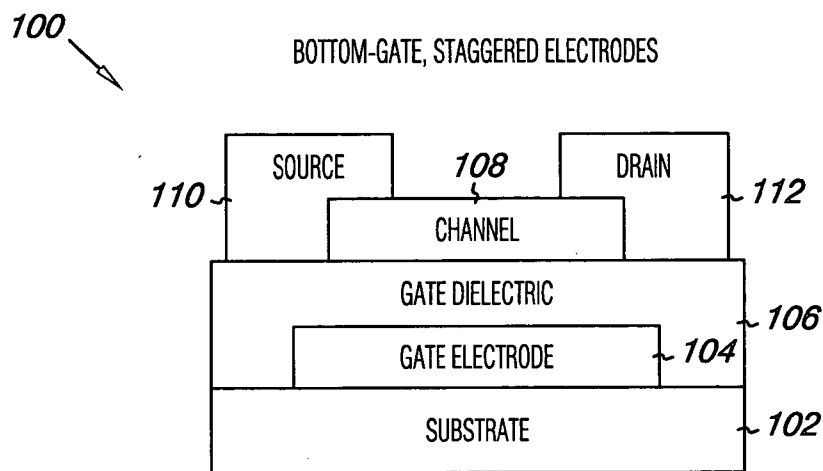 100
BOTTOM-GATE, STAGGERED ELECTRODES
SOURCE
108
DRAIN
110
112
CHANNEL
GATE DIELECTRIC
106
GATE ELECTRODE
104
SUBSTRATE
102